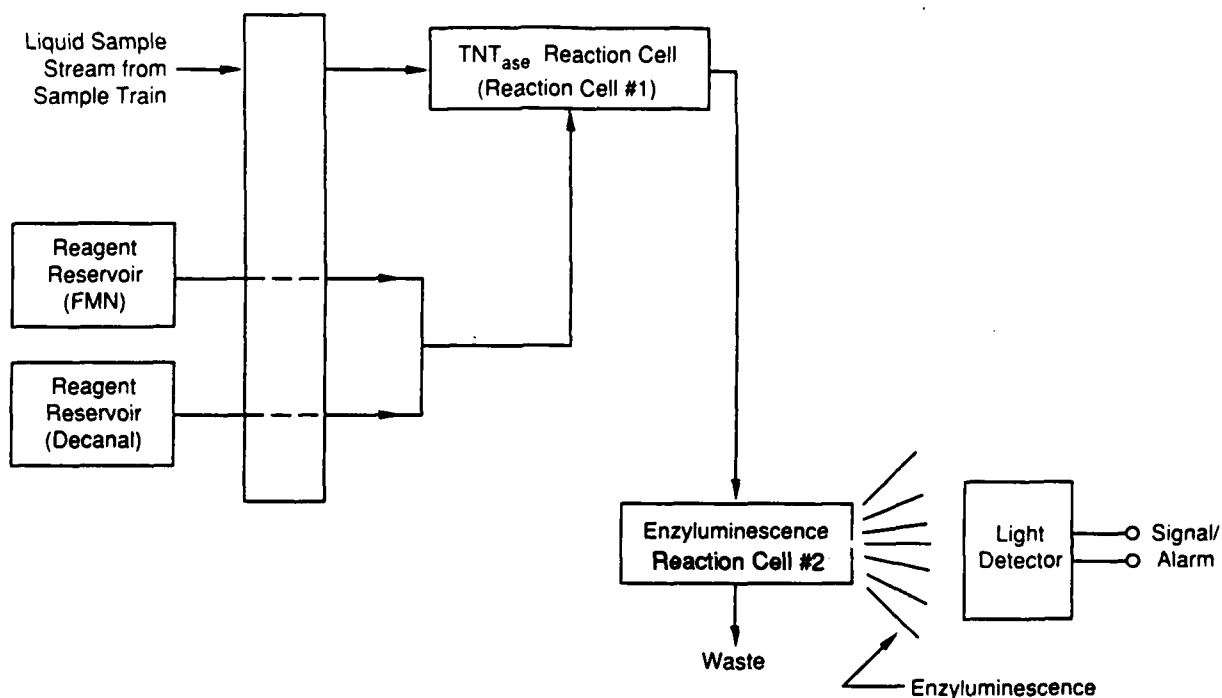 Liquid Sample
Stream from
Sample Train
TNTase Reaction Cell
(Reaction Cell #1)
Reagent
Reservoir
(FMN)
Reagent
Reservoir
(Decanal)
Enzyluminescence
Reaction Cell #2
Light
Detector
Signal/
Alarm
Waste
Enzyluminescence